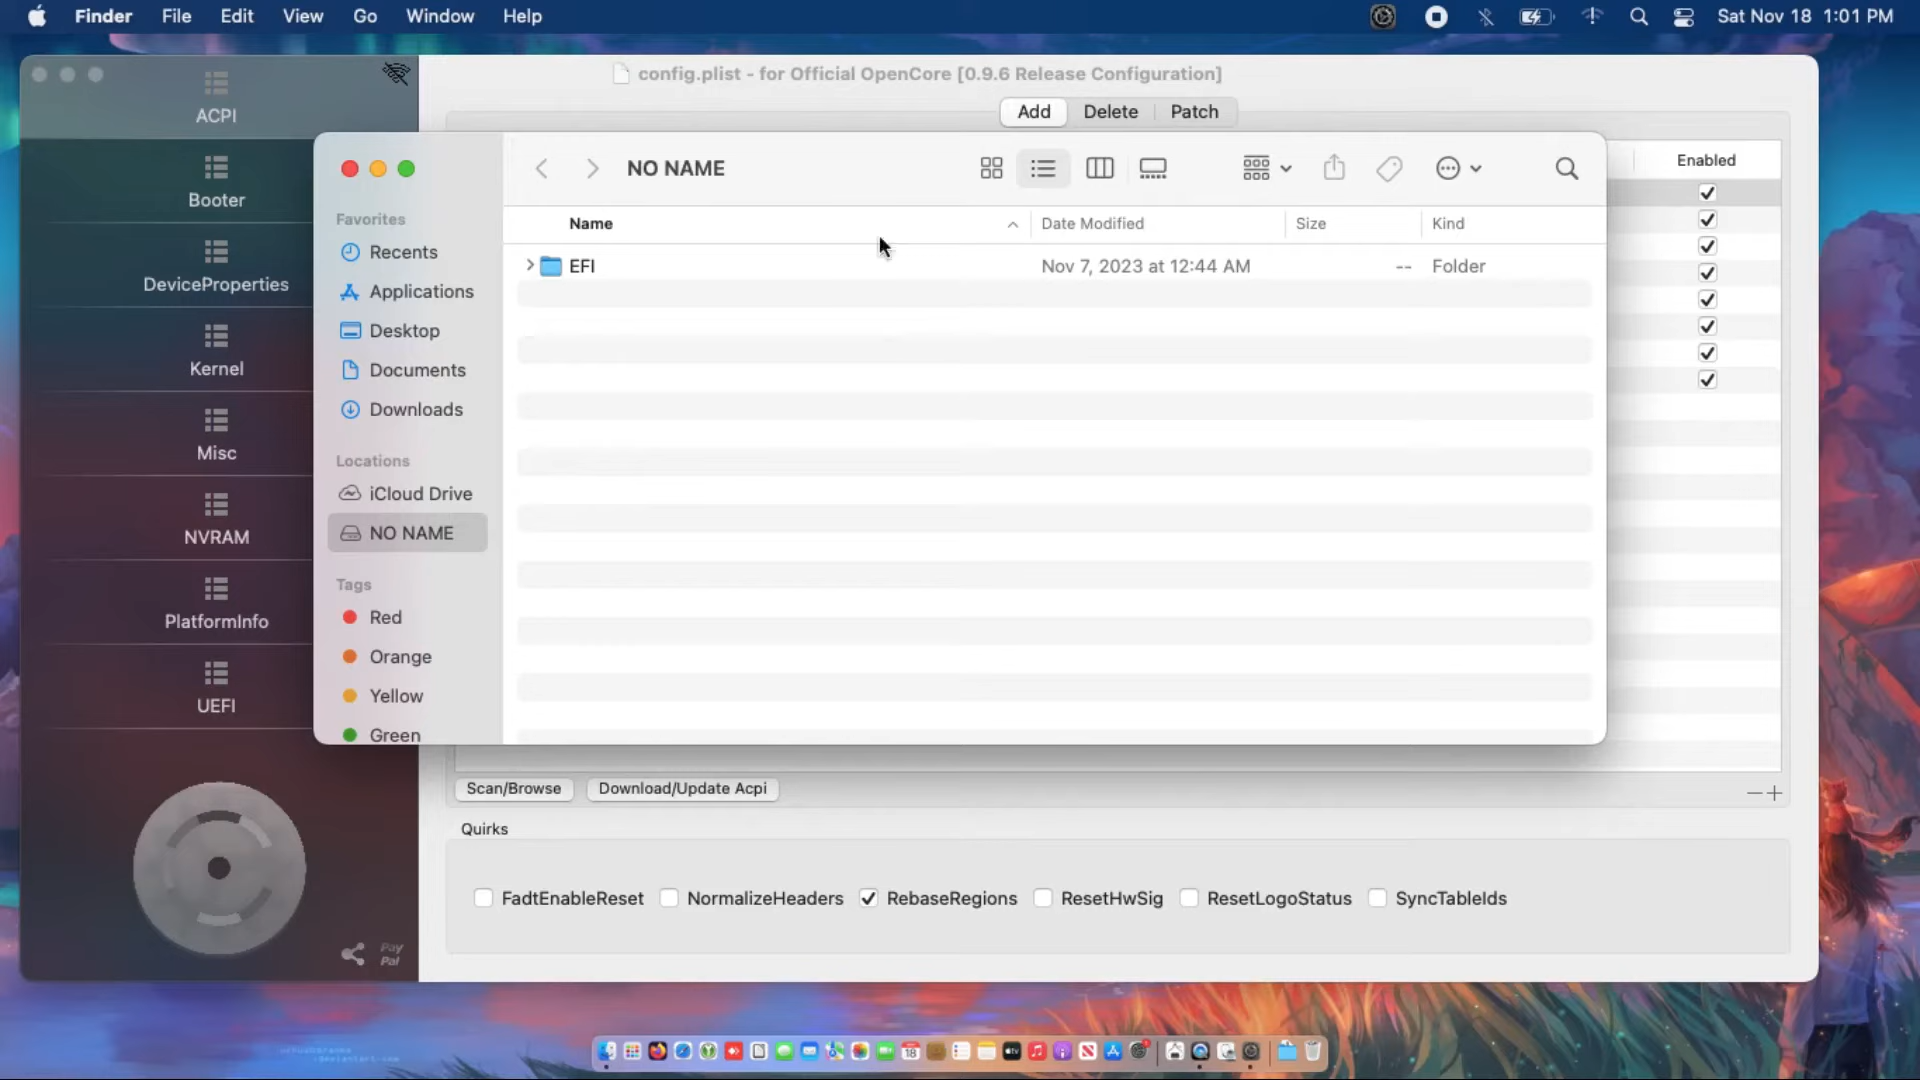 Finder File Edit View Go Window Help Sat Nov 18 1:01 PM
config.plist - for Official OpenCore [0.9.6 Release Configuration]
ACPI
Booter
DeviceProperties
Kernel
Misc
NVRAM
PlatformInfo
UEFI
Pay
Pal
Add Delete Patch
Enabled
NO NAME
Favorites
Recents
Applications
Desktop
Documents
Downloads
Locations
iCloud Drive
NO NAME
Tags
Red
Orange
Yellow
Green
Name Date Modified Size Kind
EFI Nov 7, 2023 at 12:44 AM -- Folder
Scan/Browse Download/Update Acpi
Quirks
FadtEnableReset NormalizeHeaders RebaseRegions ResetHwSig ResetLogoStatus SyncTableIds
18